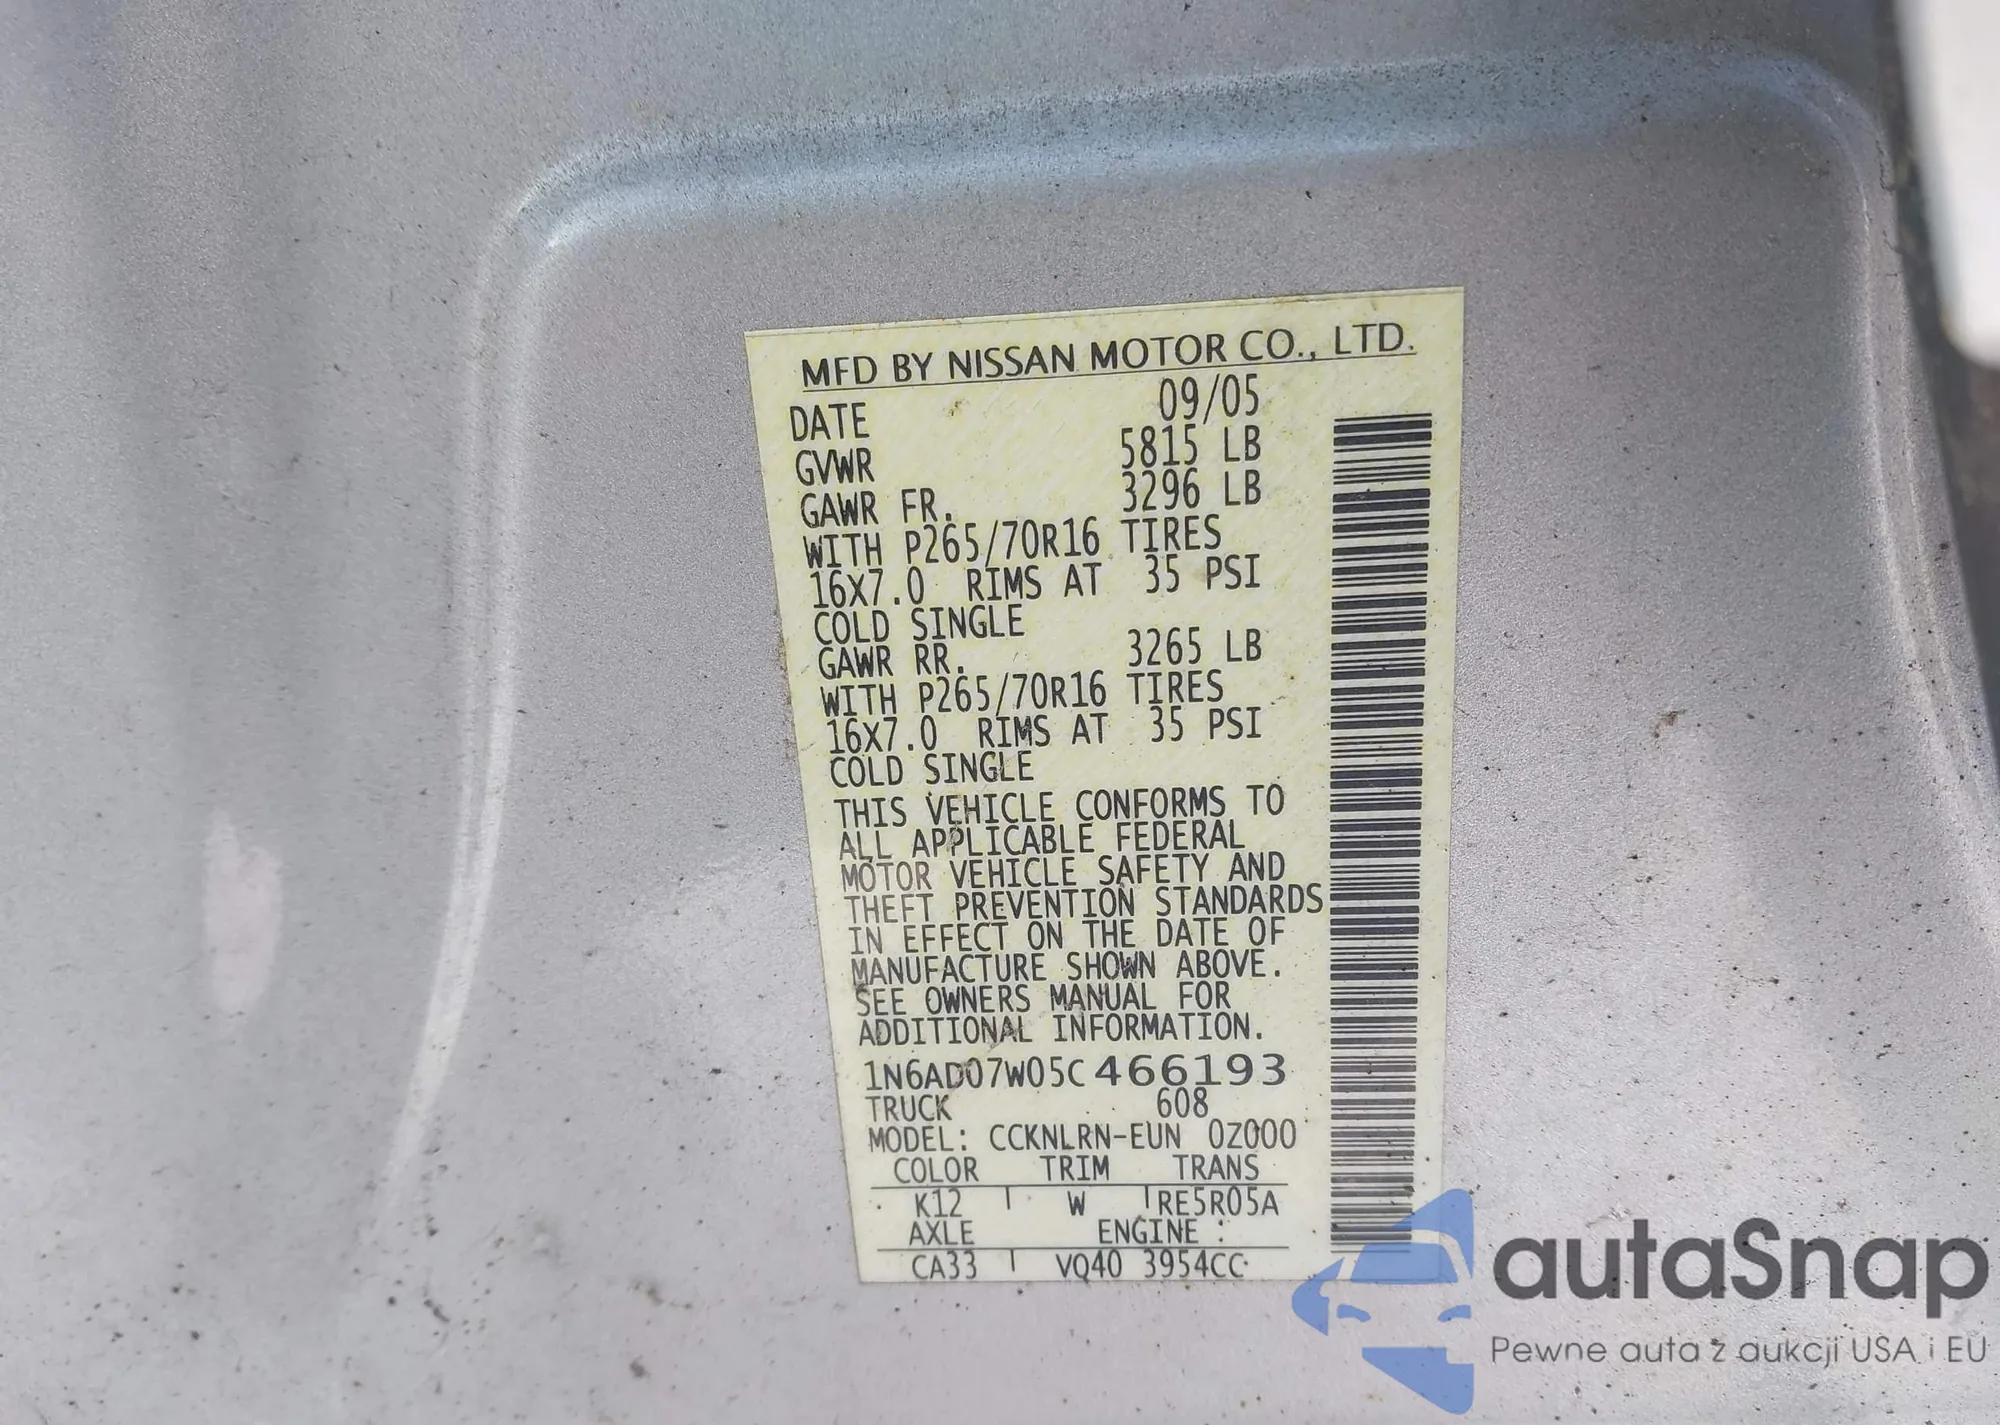 MFD BY NISSAN MOTOR CO., LTD.
DATE 09/05
GVWR 5815 LB
GAWR FR. 3296 LB
WITH P265/70R16 TIRES
16X7.0 RIMS AT 35 PSI
COLD SINGLE
GAWR RR. 3265 LB
WITH P265/70R16 TIRES
16X7.0 RIMS AT 35 PSI
COLD SINGLE
THIS VEHICLE CONFORMS TO
ALL APPLICABLE FEDERAL
MOTOR VEHICLE SAFETY AND
THEFT PREVENTION STANDARDS
IN EFFECT ON THE DATE OF
MANUFACTURE SHOWN ABOVE.
SEE OWNERS MANUAL FOR
ADDITIONAL INFORMATION.
1N6AD07W05C466193
TRUCK 608
MODEL: CCKNLRN-EUN 0Z000
COLOR TRIM TRANS
K12 W RE5R05A
AXLE ENGINE :
CA33 VQ40 3954CC
autaSnap
Pewne auta z aukcji USA i EU